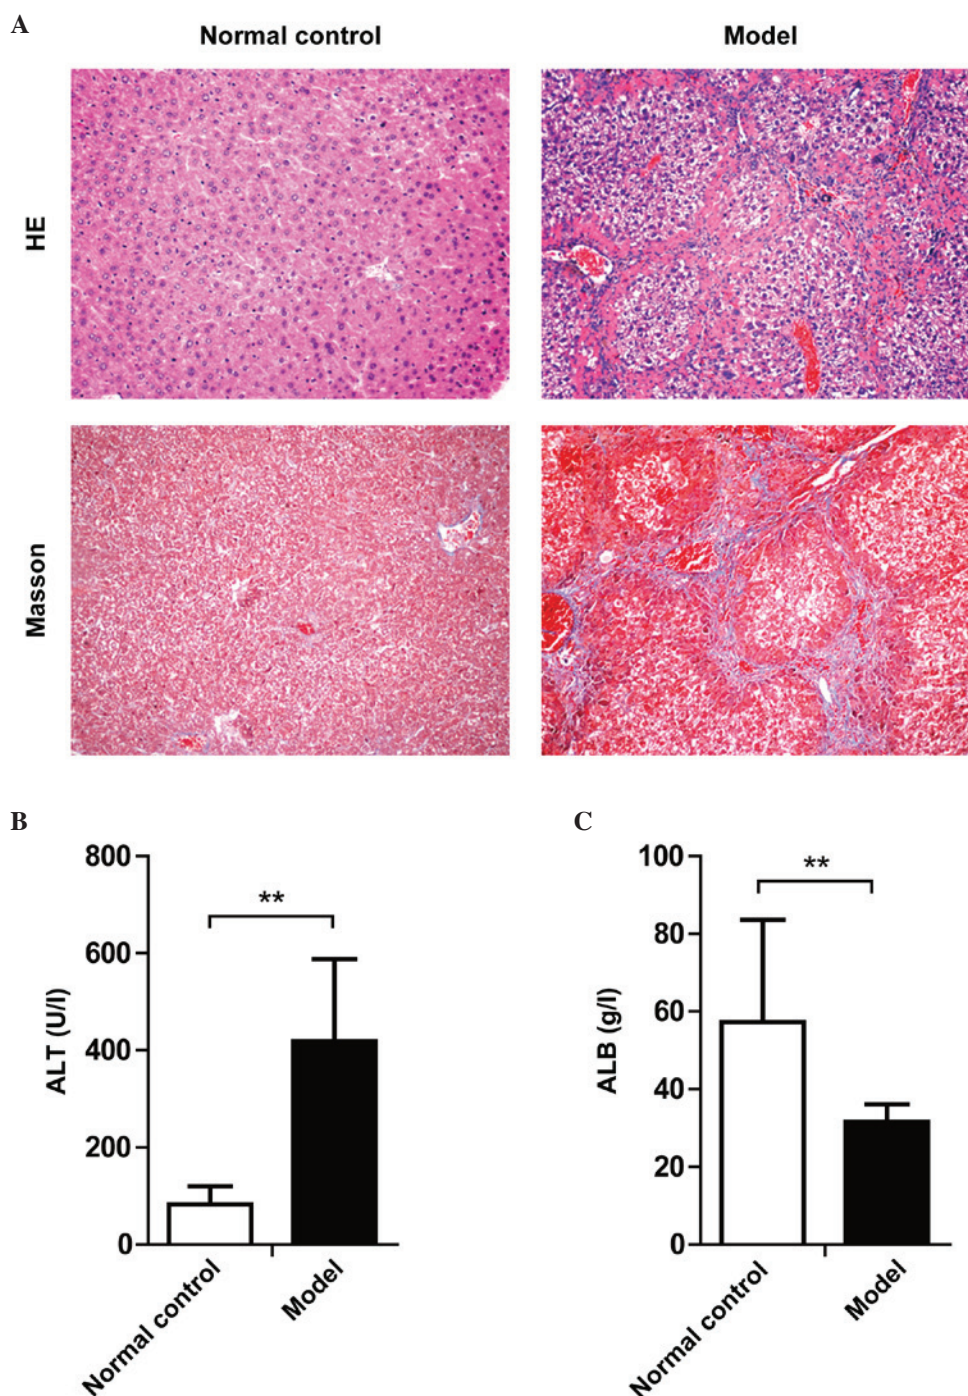 A
Normal control
Model
HE
Masson
B
800
600
400
200
0
ALT (U/l)
**
Normal control
Model
C
100
80
60
40
20
0
ALB (g/l)
**
Normal control
Model